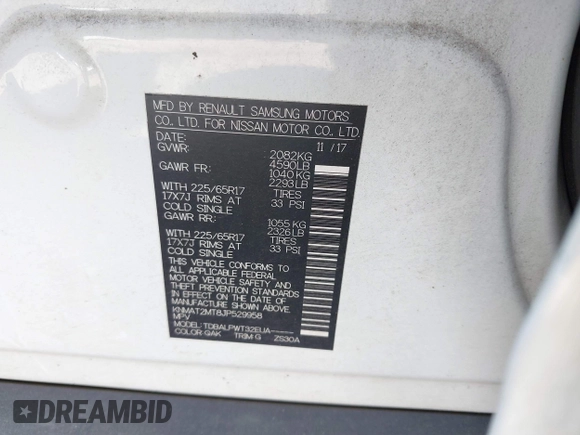 MFD BY RENAULT SAMSUNG MOTORS
CO. LTD. FOR NISSAN MOTOR CO. LTD.
DATE: 11 / 17
GVWR: 2082KG
4590LB
GAWR FR: 1040KG
2293LB
WITH 225/65R17 TIRES
17X7J RIMS AT 33 PSI
COLD SINGLE
GAWR RR: 1055KG
2326LB
WITH 225/65R17 TIRES
17X7J RIMS AT 33 PSI
COLD SINGLE
THIS VEHICLE CONFORMS TO
ALL APPLICABLE FEDERAL
MOTOR VEHICLE SAFETY AND
THEFT PREVENTION STANDARDS
IN EFFECT ON THE DATE OF
MANUFACTURE SHOWN ABOVE.
KNMAT2MT8JP529958
MPV
MODEL: TDBALPWT32EUA-----
COLOR: QAK TRIM: G ZS30A
DREAMBID